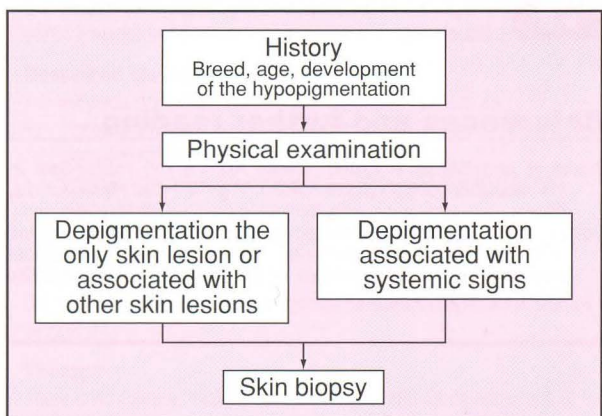 History
Breed, age, development
of the hypopigmentation
Physical examination
Depigmentation the
only skin lesion or
associated with
other skin lesions
Depigmentation
associated with
systemic signs
Skin biopsy